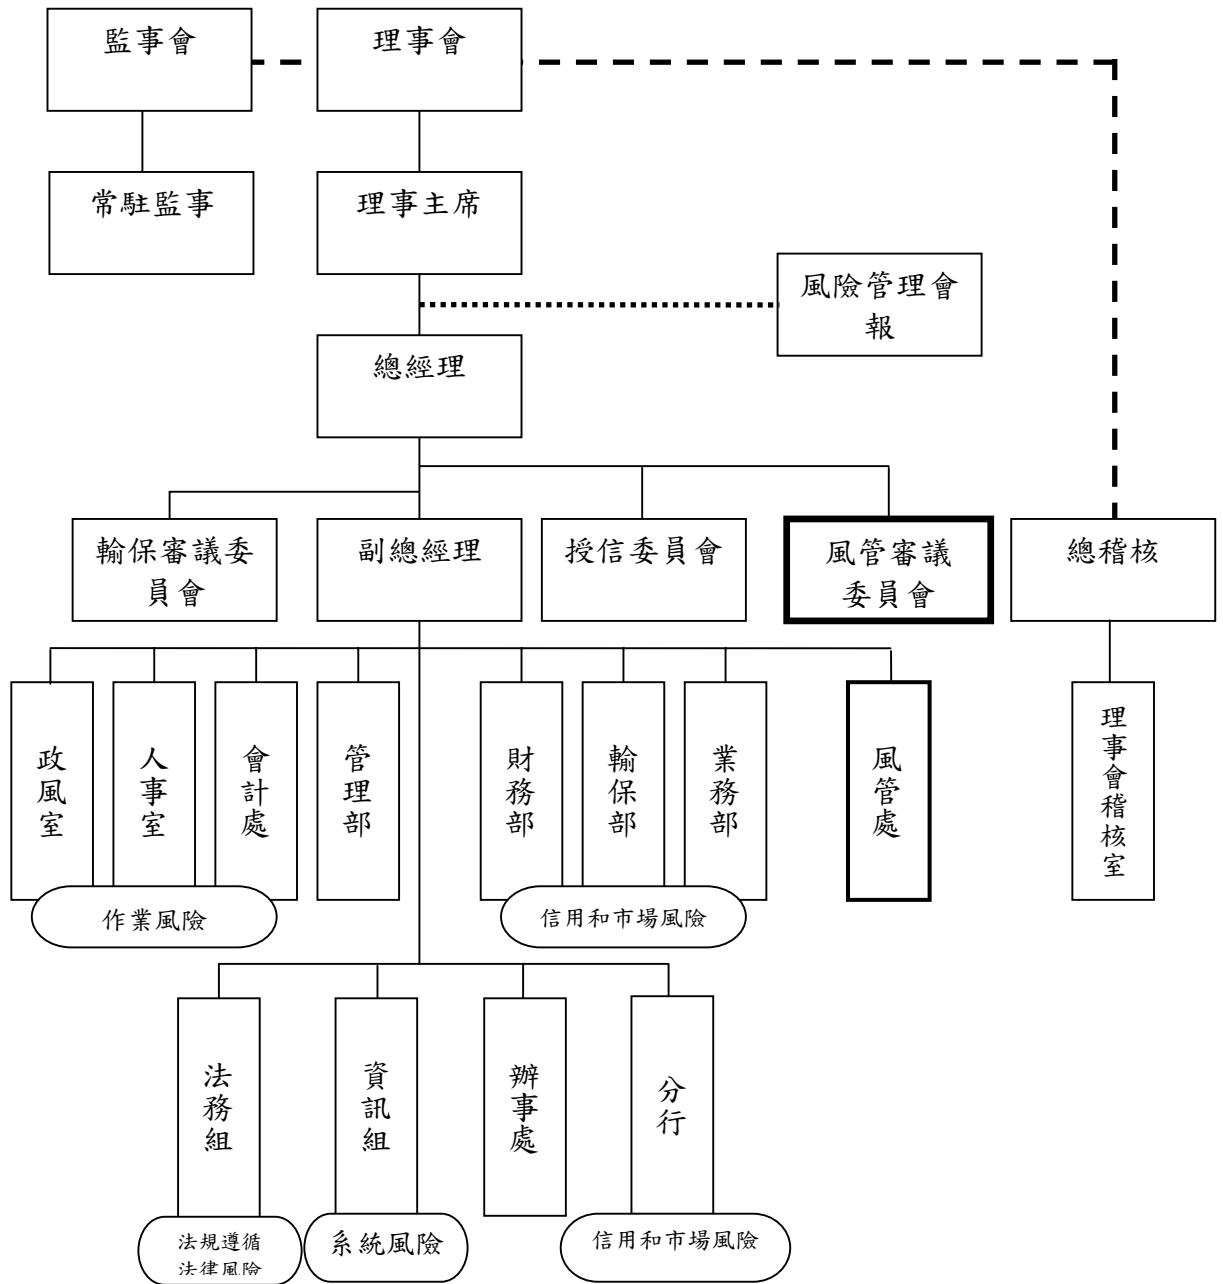 監事會
理事會
常駐監事
理事主席
風險管理會
報
總經理
輸保審議委
員會
副總經理
授信委員會
風管審議
委員會
總稽核
政風室
人事室
會計處
管理部
財務部
輸保部
業務部
風管處
理事會稽核室
作業風險
信用和市場風險
法務組
資訊組
辦事處
分行
法規遵循
法律風險
系統風險
信用和市場風險